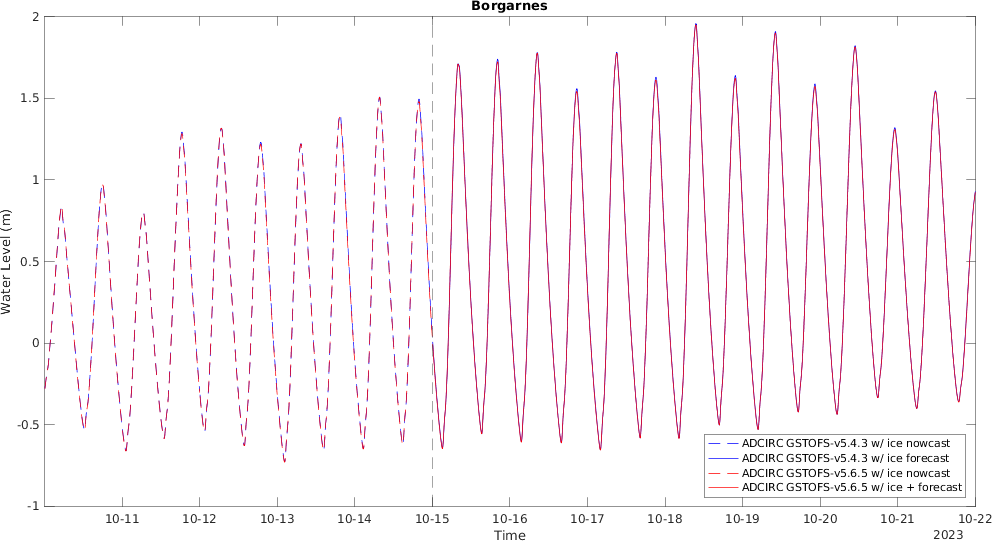 Borgarnes
2
1.5
1
0.5
0
-0.5
-1
Water Level (m)
10-11 10-12 10-13 10-14 10-15 10-16 10-17 10-18 10-19 10-20 10-21 10-22
Time
2023
ADCIRC GSTOFS-v5.4.3 w/ ice nowcast
ADCIRC GSTOFS-v5.4.3 w/ ice forecast
ADCIRC GSTOFS-v5.6.5 w/ ice nowcast
ADCIRC GSTOFS-v5.6.5 w/ ice + forecast